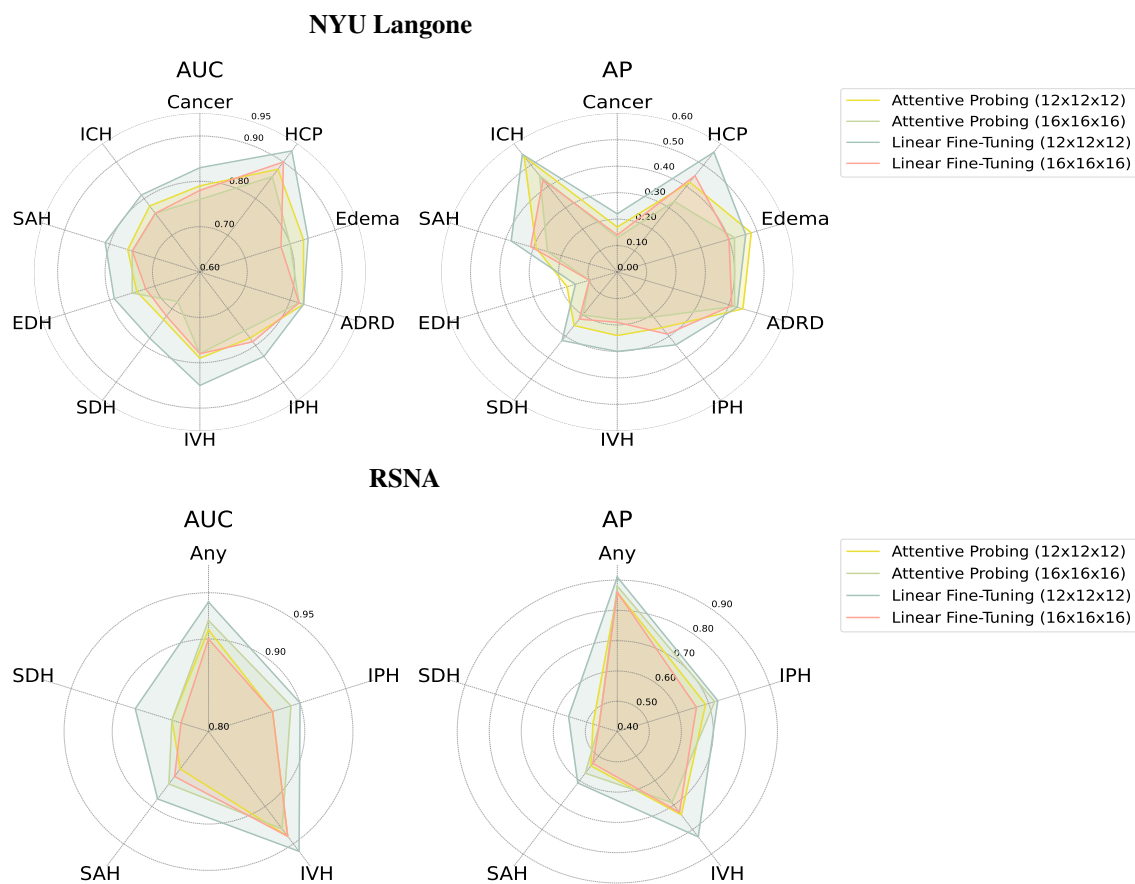 NYU Langone
AUC
Cancer
HCP
Edema
ADRD
IPH
IVH
SDH
EDH
SAH
ICH
0.95
0.90
0.80
0.70
0.60
AP
Cancer
HCP
Edema
ADRD
IPH
IVH
SDH
EDH
SAH
ICH
0.60
0.50
0.40
0.30
0.20
0.10
0.00
Attentive Probing (12x12x12)
Attentive Probing (16x16x16)
Linear Fine-Tuning (12x12x12)
Linear Fine-Tuning (16x16x16)
RSNA
AUC
Any
IPH
IVH
SAH
SDH
0.95
0.90
0.80
AP
Any
IPH
IVH
SAH
SDH
0.90
0.80
0.70
0.60
0.50
0.40
Attentive Probing (12x12x12)
Attentive Probing (16x16x16)
Linear Fine-Tuning (12x12x12)
Linear Fine-Tuning (16x16x16)